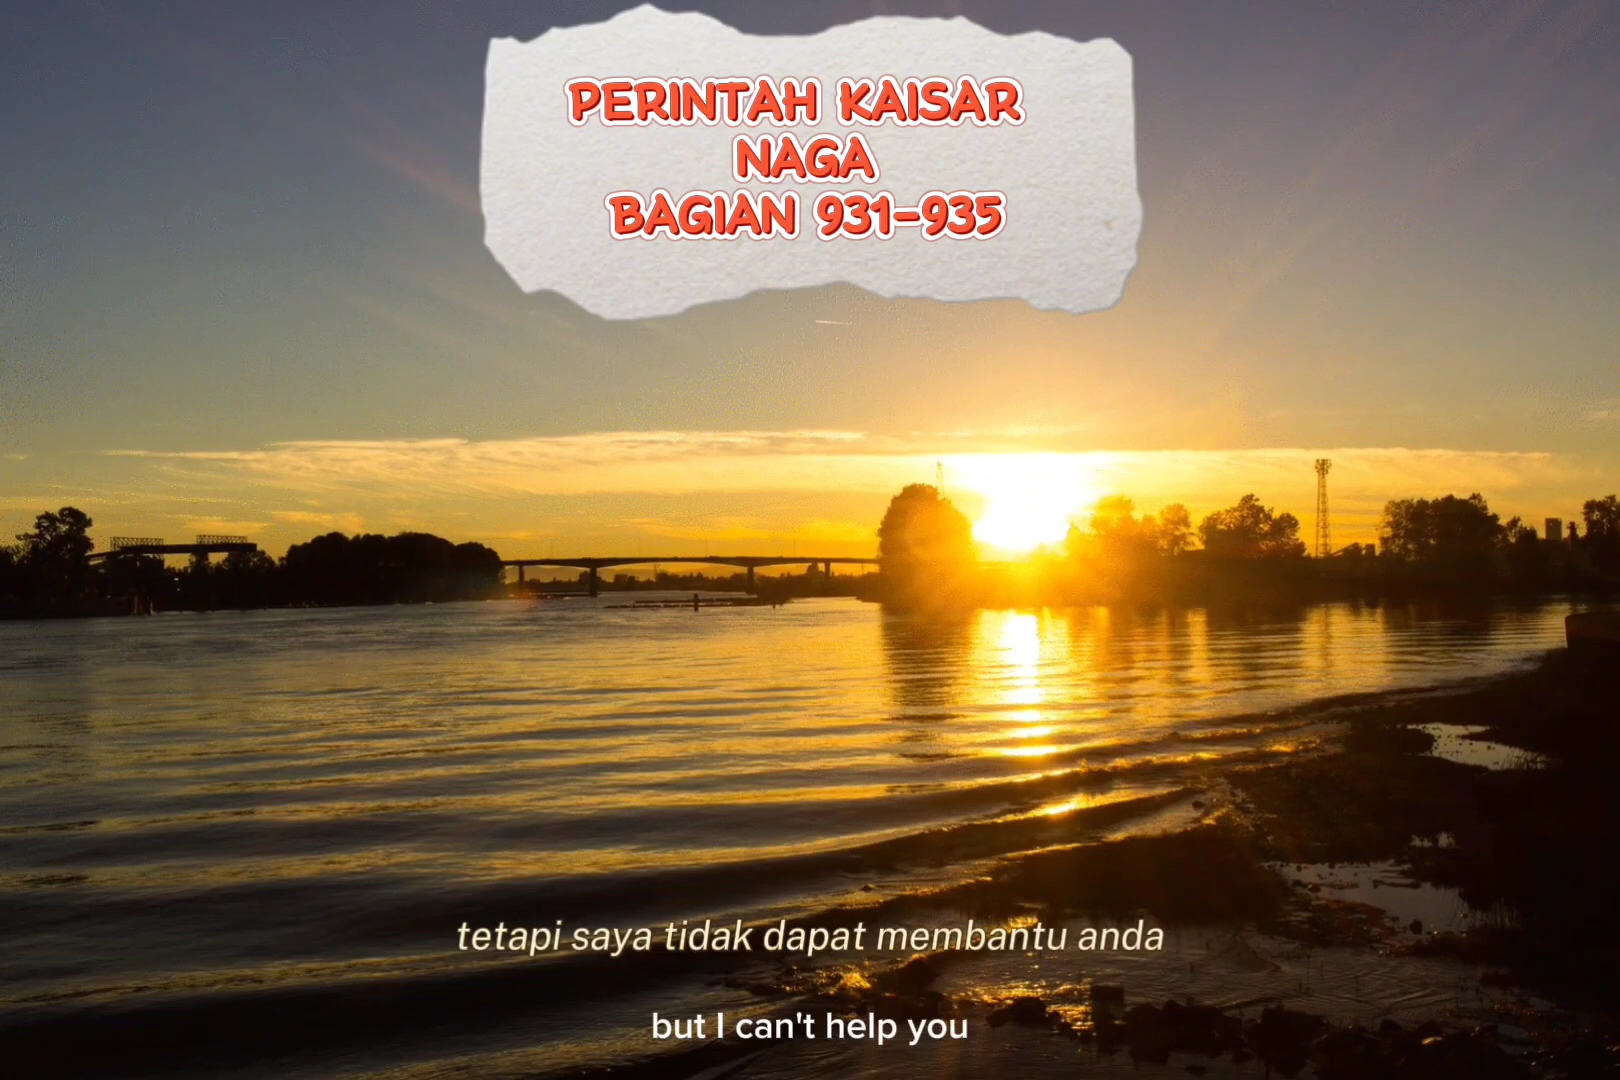 PERINTAH KAISAR
NAGA
BAGIAN 931-935
tetapi saya tidak dapat membantu anda
but I can't help you